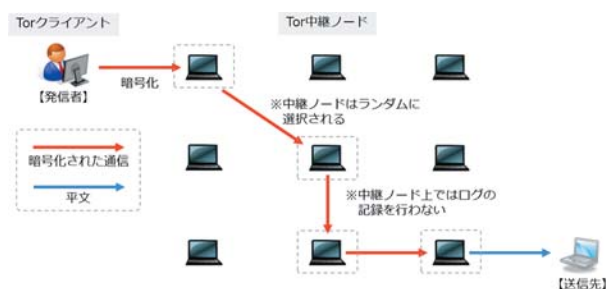 Torクライアント
Tor中継ノード
【発信者】
暗号化
※中継ノードはランダムに
選択される
暗号化された通信
平文
※中継ノード上ではログの
記録を行わない
【送信先】